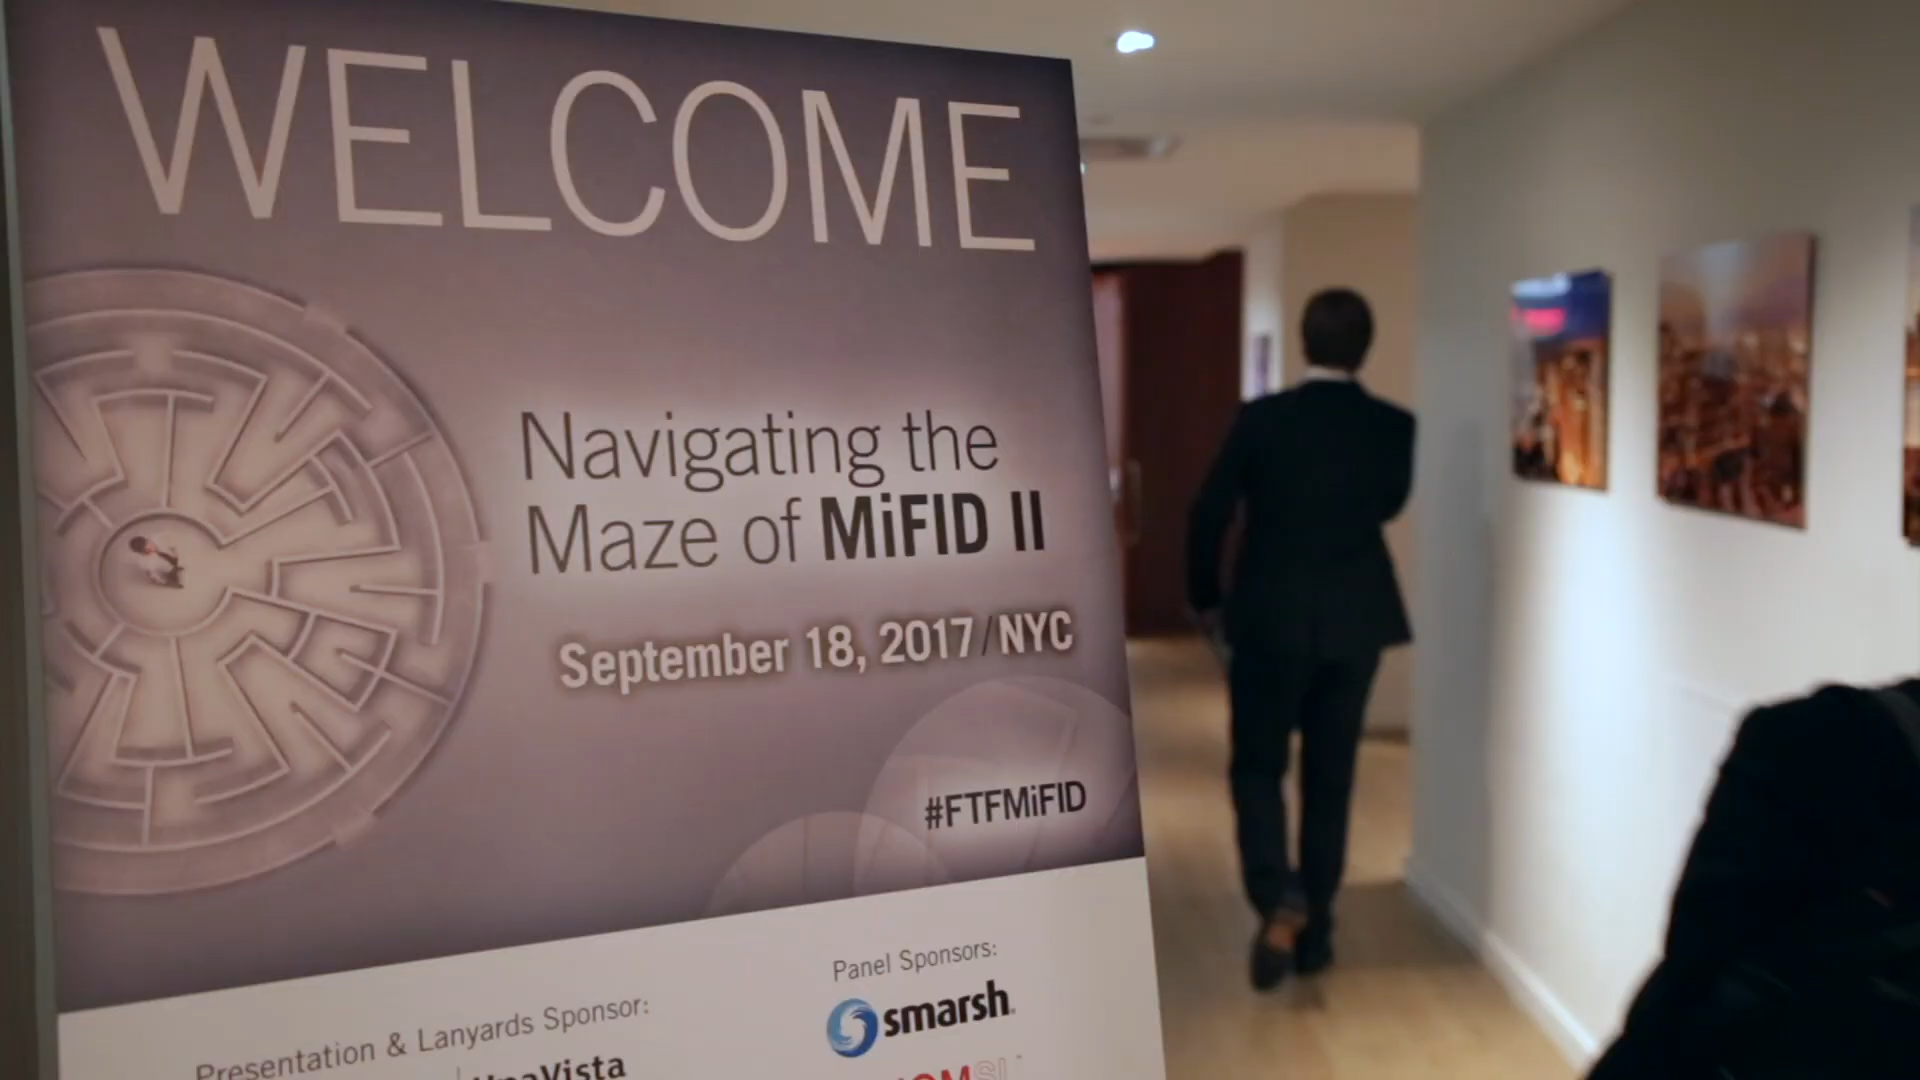 WELCOME
Navigating the
Maze of MiFID II
September 18, 2017/NYC
#FTFMiFID
Presentation & Lanyards Sponsor:
Panel Sponsors:
smarsh